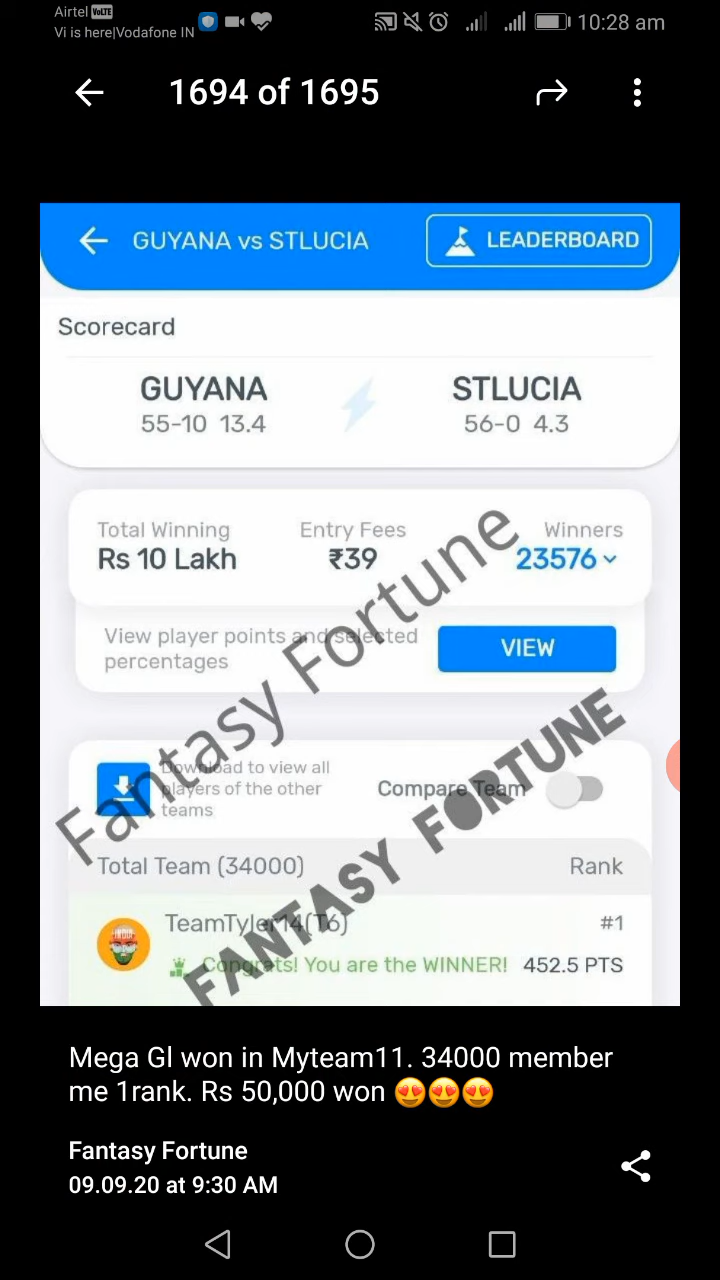 Airtel VoLTE
Vi is here|Vodafone IN
10:28 am
1694 of 1695
GUYANA vs STLUCIA
LEADERBOARD
Scorecard
GUYANA STLUCIA
55-10 13.4 56-0 4.3
Total Winning Entry Fees Winners
Rs 10 Lakh ₹39 23576
View player points and selected
percentages
VIEW
Fantasy Fortune
Download to view all
players of the other
teams
Compare Team
FANTASY FORTUNE
Total Team (34000) Rank
TeamTyler14(T6) #1
Congrats! You are the WINNER! 452.5 PTS
Mega Gl won in Myteam11. 34000 member
me 1rank. Rs 50,000 won 😍😍😍
Fantasy Fortune
09.09.20 at 9:30 AM